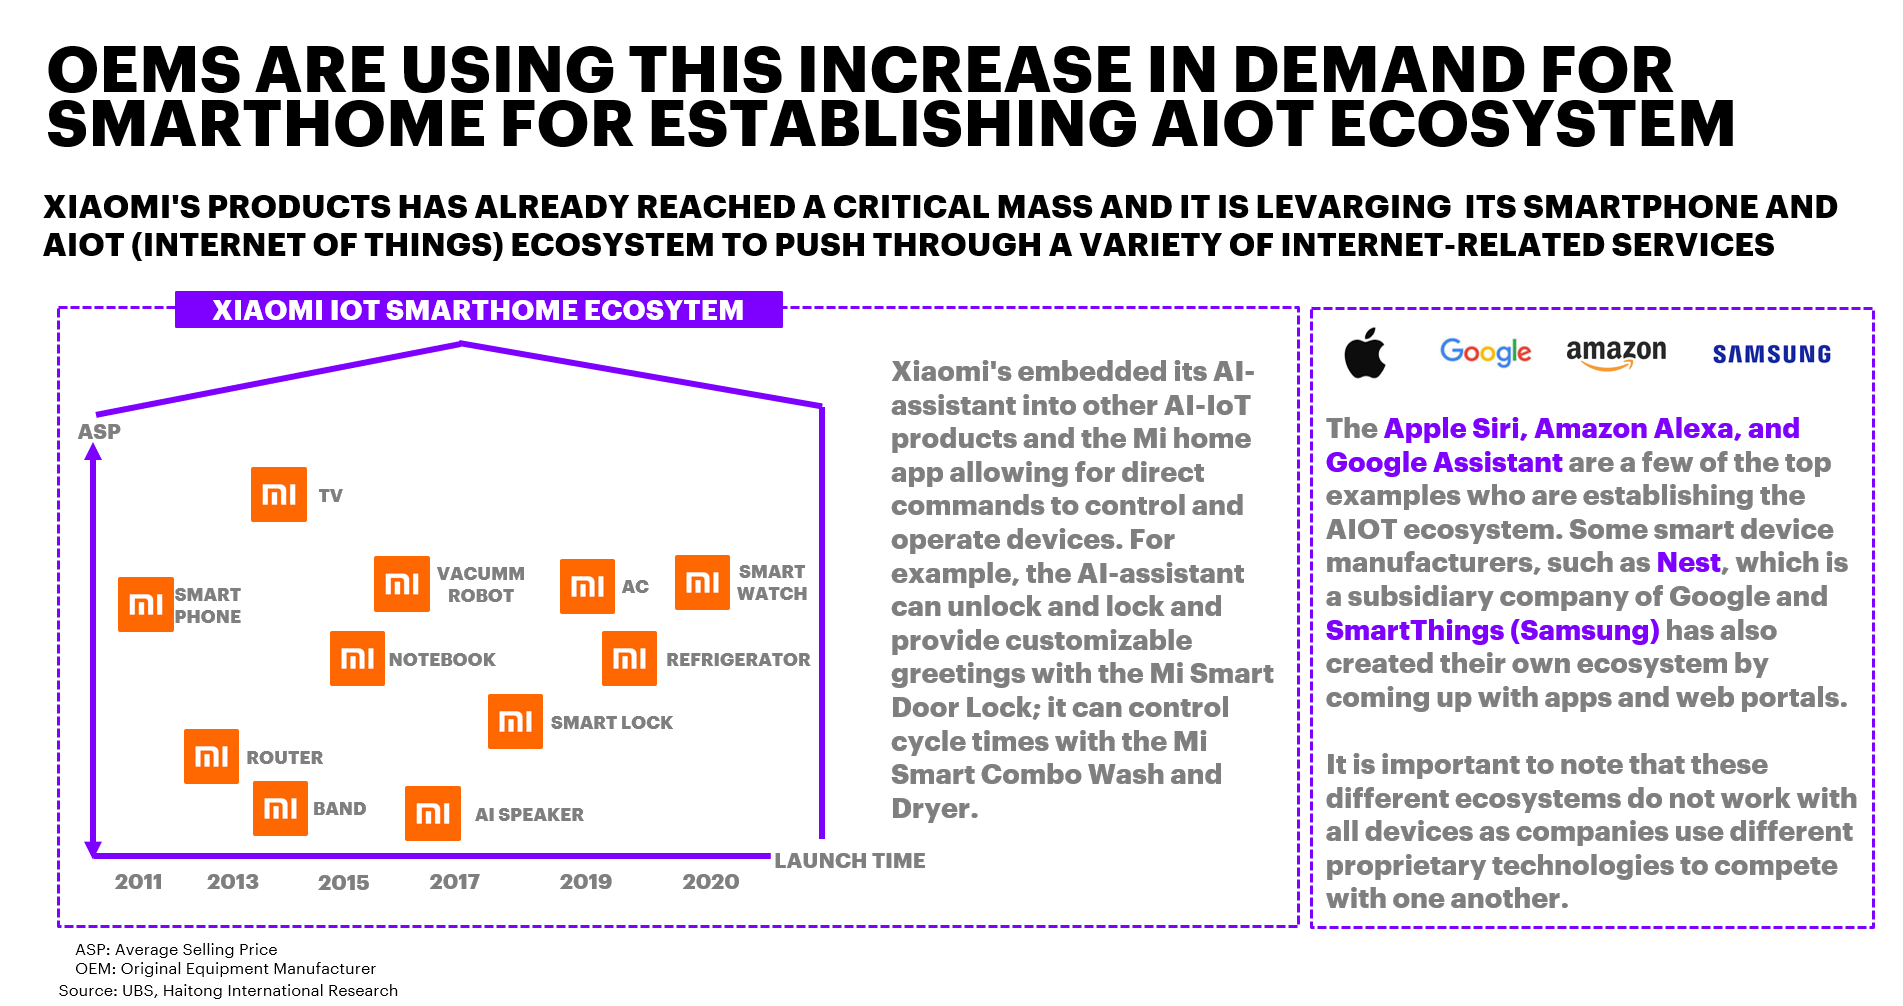 OEMS ARE USING THIS INCREASE IN DEMAND FOR
SMARTHOME FOR ESTABLISHING AIOT ECOSYSTEM
XIAOMI'S PRODUCTS HAS ALREADY REACHED A CRITICAL MASS AND IT IS LEVARGING ITS SMARTPHONE AND
AIOT (INTERNET OF THINGS) ECOSYSTEM TO PUSH THROUGH A VARIETY OF INTERNET-RELATED SERVICES
XIAOMI IOT SMARTHOME ECOSYTEM
ASP
mi TV
mi SMART
PHONE
mi VACUMM
ROBOT
mi AC
mi SMART
WATCH
mi NOTEBOOK
mi REFRIGERATOR
mi SMART LOCK
mi ROUTER
mi BAND
mi AI SPEAKER
LAUNCH TIME
2011 2013 2015 2017 2019 2020
Xiaomi's embedded its AI-
assistant into other AI-IoT
products and the Mi home
app allowing for direct
commands to control and
operate devices. For
example, the AI-assistant
can unlock and lock and
provide customizable
greetings with the Mi Smart
Door Lock; it can control
cycle times with the Mi
Smart Combo Wash and
Dryer.
Google amazon SAMSUNG
The Apple Siri, Amazon Alexa, and
Google Assistant are a few of the top
examples who are establishing the
AIOT ecosystem. Some smart device
manufacturers, such as Nest, which is
a subsidiary company of Google and
SmartThings (Samsung) has also
created their own ecosystem by
coming up with apps and web portals.
It is important to note that these
different ecosystems do not work with
all devices as companies use different
proprietary technologies to compete
with one another.
ASP: Average Selling Price
OEM: Original Equipment Manufacturer
Source: UBS, Haitong International Research